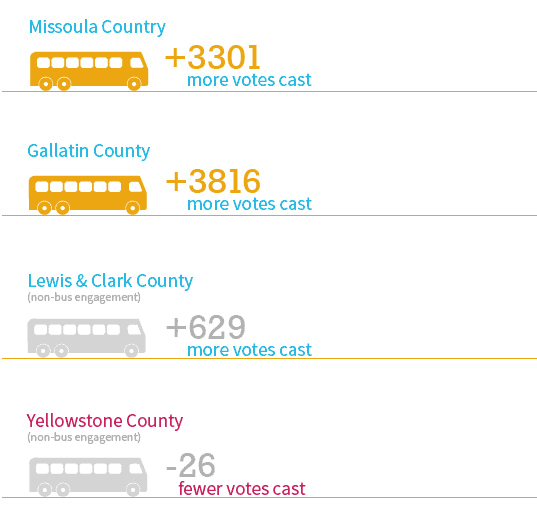 Missoula Country
+3301
more votes cast
Gallatin County
+3816
more votes cast
Lewis & Clark County
(non-bus engagement)
+629
more votes cast
Yellowstone County
(non-bus engagement)
-26
fewer votes cast